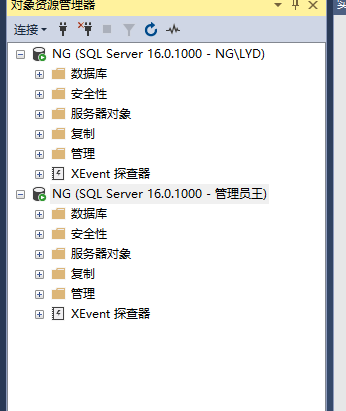 对象资源管理器
连接
NG (SQL Server 16.0.1000 - NG\LYD)
数据库
安全性
服务器对象
复制
管理
XEvent 探查器
NG (SQL Server 16.0.1000 - 管理员王)
数据库
安全性
服务器对象
复制
管理
XEvent 探查器